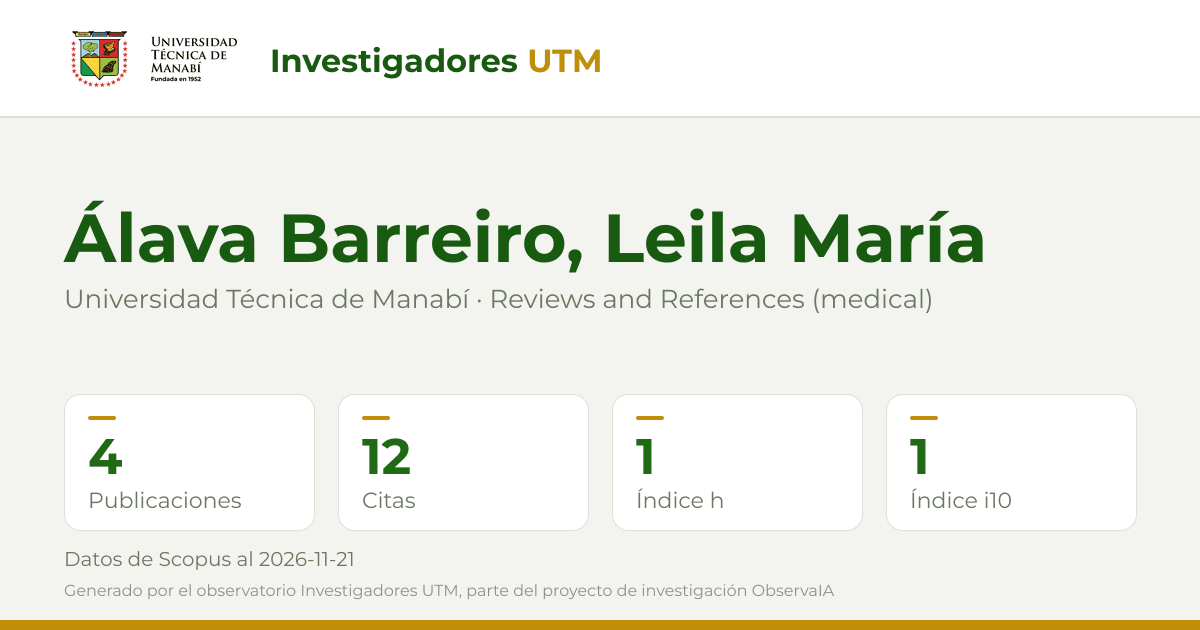 UNIVERSIDAD
TÉCNICA DE
MANABÍ
Fundada en 1952
Investigadores UTM
Álava Barreiro, Leila María
Universidad Técnica de Manabí · Reviews and References (medical)
4
Publicaciones
12
Citas
1
Índice h
1
Índice i10
Datos de Scopus al 2026-11-21
Generado por el observatorio Investigadores UTM, parte del proyecto de investigación ObservaIA